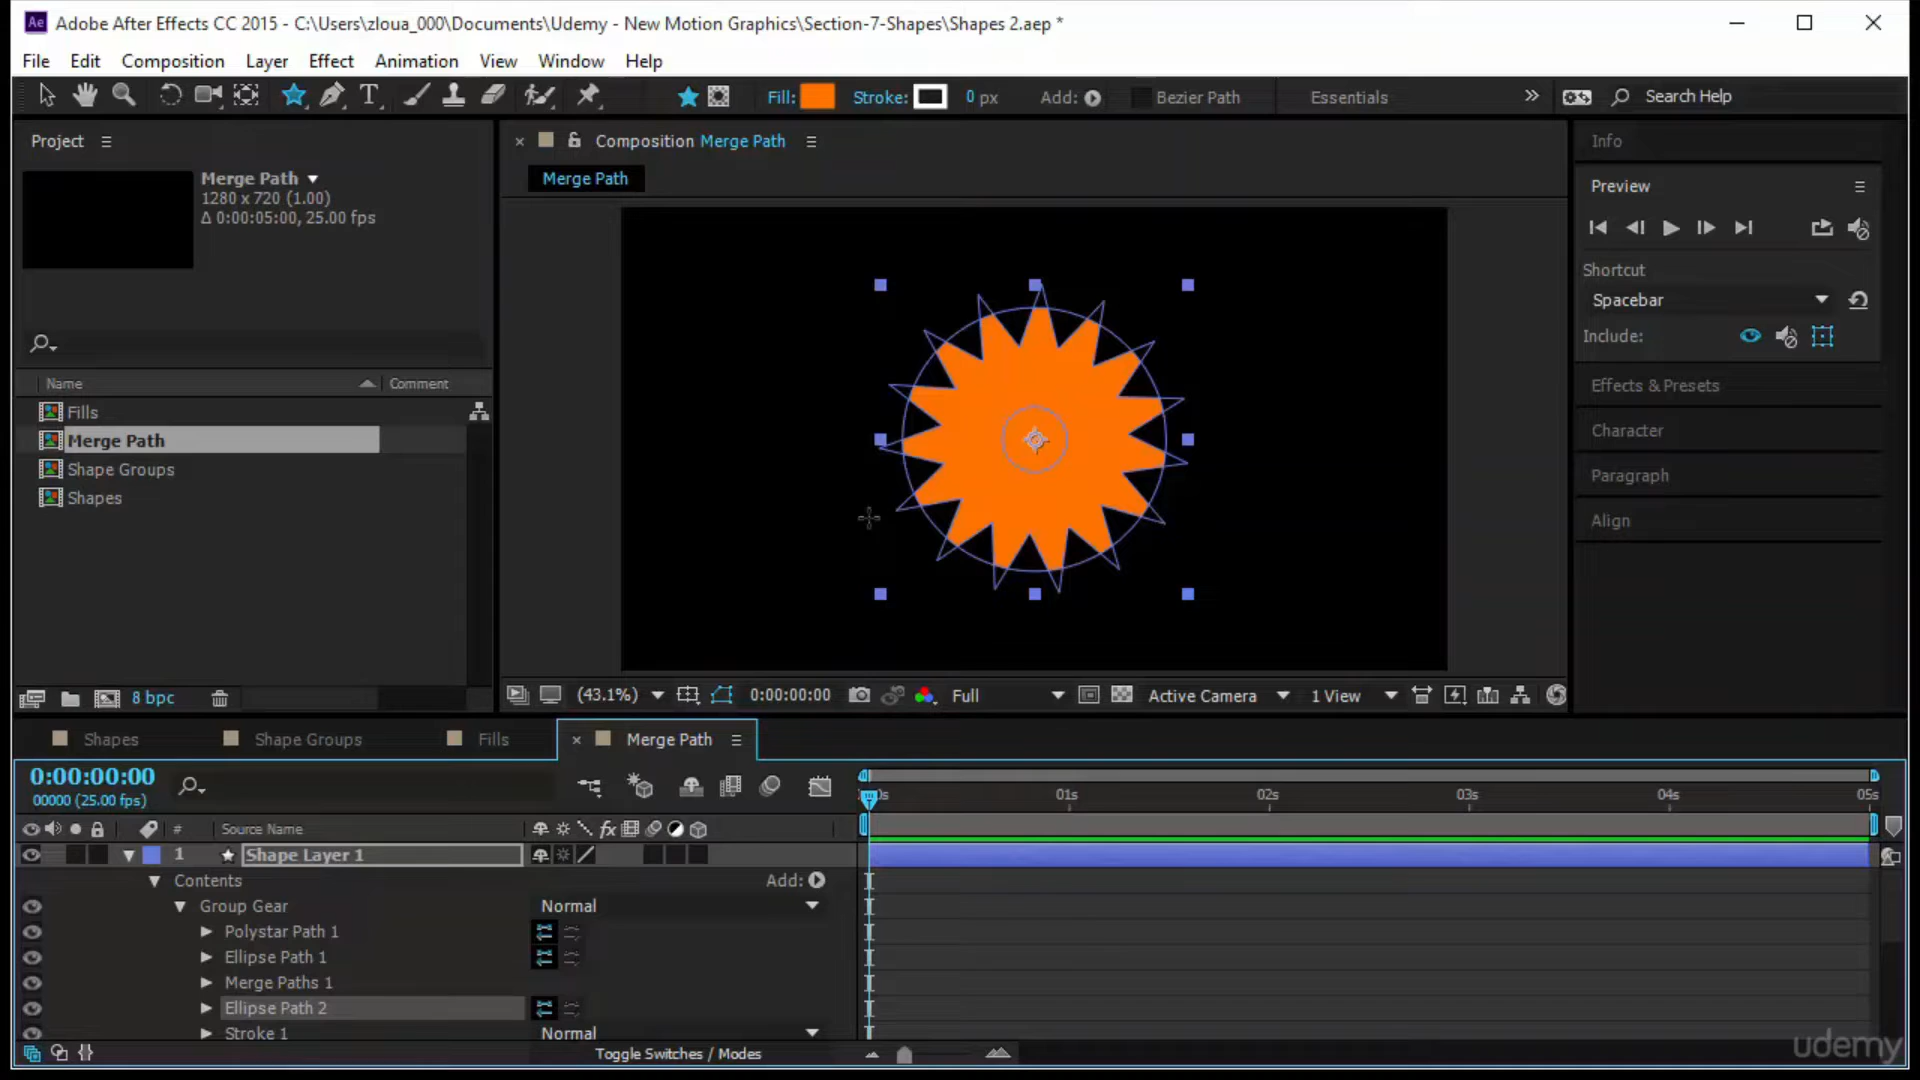 Ae Adobe After Effects CC 2015 - C:\Users\zloua_000\Documents\Udemy - New Motion Graphics\Section-7-Shapes\Shapes 2.aep *
File Edit Composition Layer Effect Animation View Window Help
T Fill: Stroke: 0 px Add: Bezier Path Essentials » Search Help
Project
Merge Path
1280 x 720 (1.00)
Δ 0:00:05:00, 25.00 fps
Name Comment
Fills
Merge Path
Shape Groups
Shapes
8 bpc
× Composition Merge Path
Merge Path
(43.1%) 0:00:00:00 Full Active Camera 1 View
Info
Preview
Shortcut
Spacebar
Include:
Effects & Presets
Character
Paragraph
Align
Shapes Shape Groups Fills × Merge Path
0:00:00:00
00000 (25.00 fps)
# Source Name fx
0s 01s 02s 03s 04s 05s
1 Shape Layer 1
Contents Add:
Group Gear Normal
Polystar Path 1
Ellipse Path 1
Merge Paths 1
Ellipse Path 2
Stroke 1 Normal
Toggle Switches / Modes
udemy